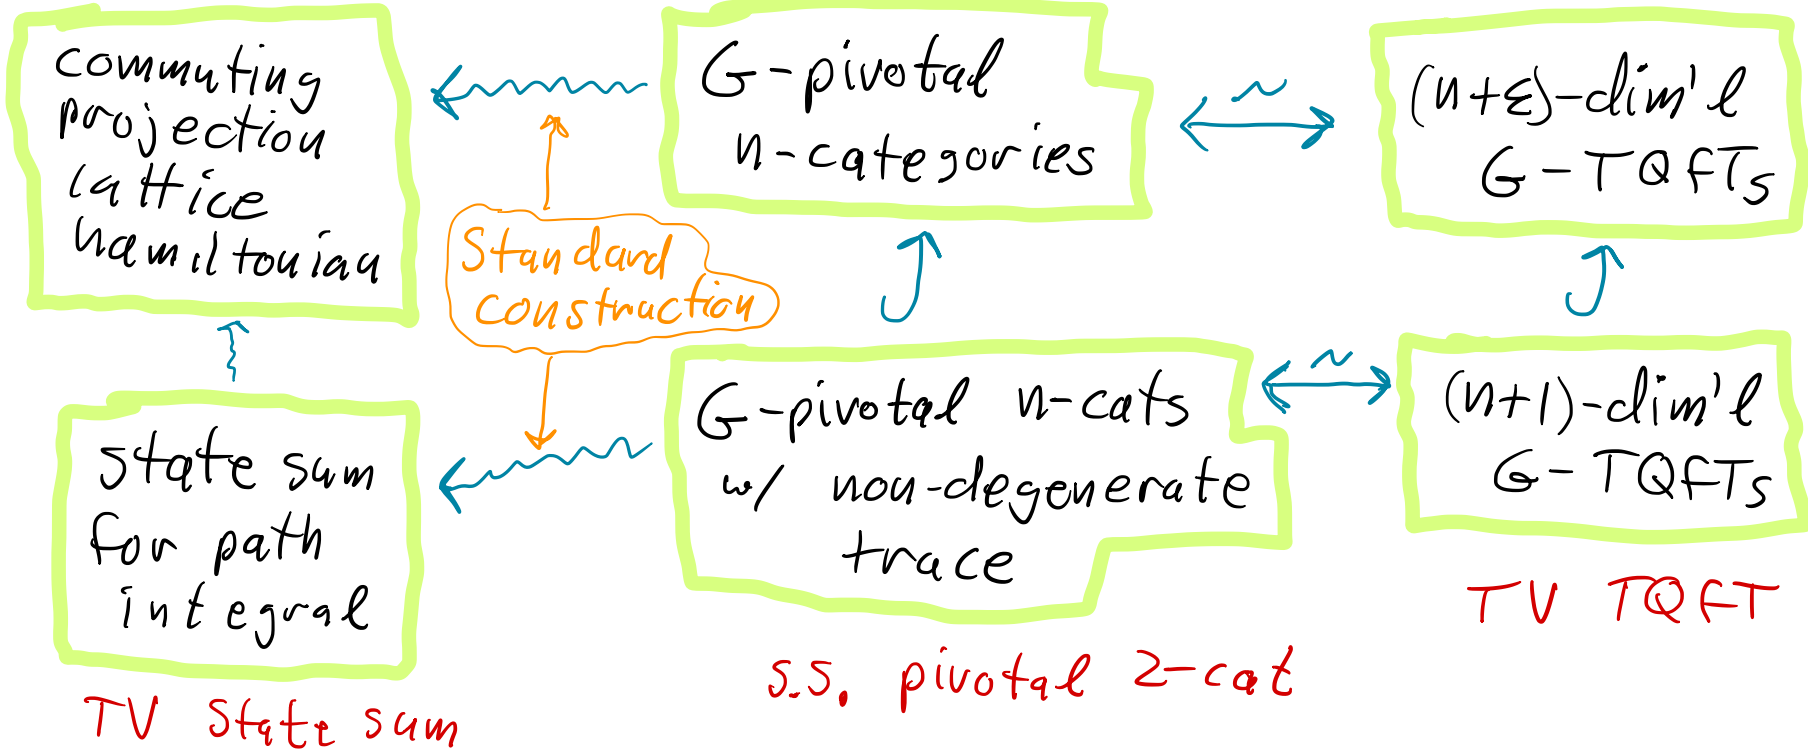 commuting
projection
lattice
hamiltonian
G-pivotal
n-categories
~
(n+ε)-dim'l
G-TQFTs
Standard
construction
state sum
for path
integral
G-pivotal n-cats
w/ non-degenerate
trace
~
(n+1)-dim'l
G-TQFTs
TV state sum
s.s. pivotal 2-cat
TV TQFT